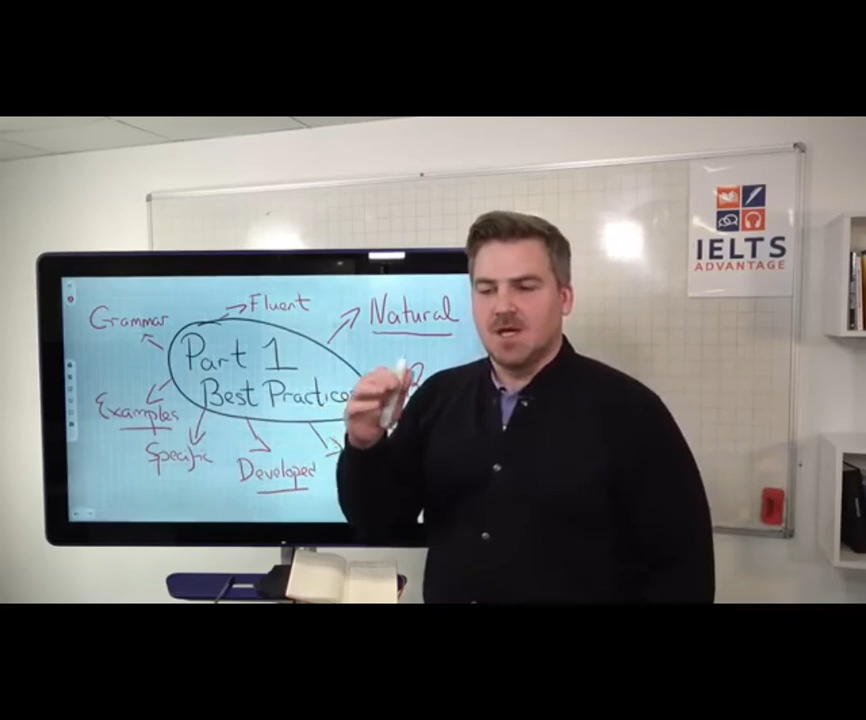 IELTS
ADVANTAGE
Fluent
Natural
Grammar
Part 1
Best Practice
Examples
Specific
Developed